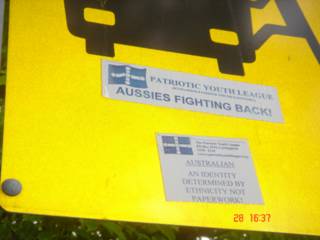 PATRIOTIC YOUTH LEAGUE
AUSSIES FIGHTING BACK!
AUSTRALIAN
AN IDENTITY
DETERMINED BY
ETHNICITY NOT
PAPERWORK!
28 16:37